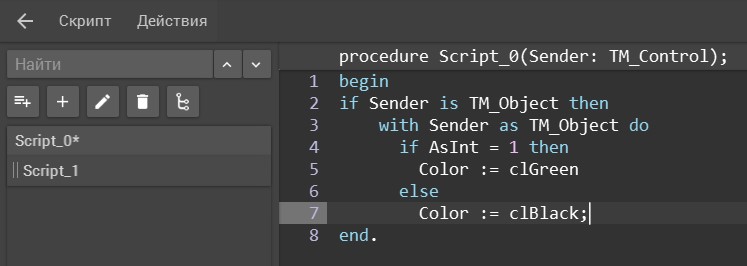 Скрипт Действия
Найти
Script_0*
Script_1
procedure Script_0(Sender: TM_Control);
1 begin
2 if Sender is TM_Object then
3     with Sender as TM_Object do
4       if AsInt = 1 then
5         Color := clGreen
6       else
7         Color := clBlack;
8 end.